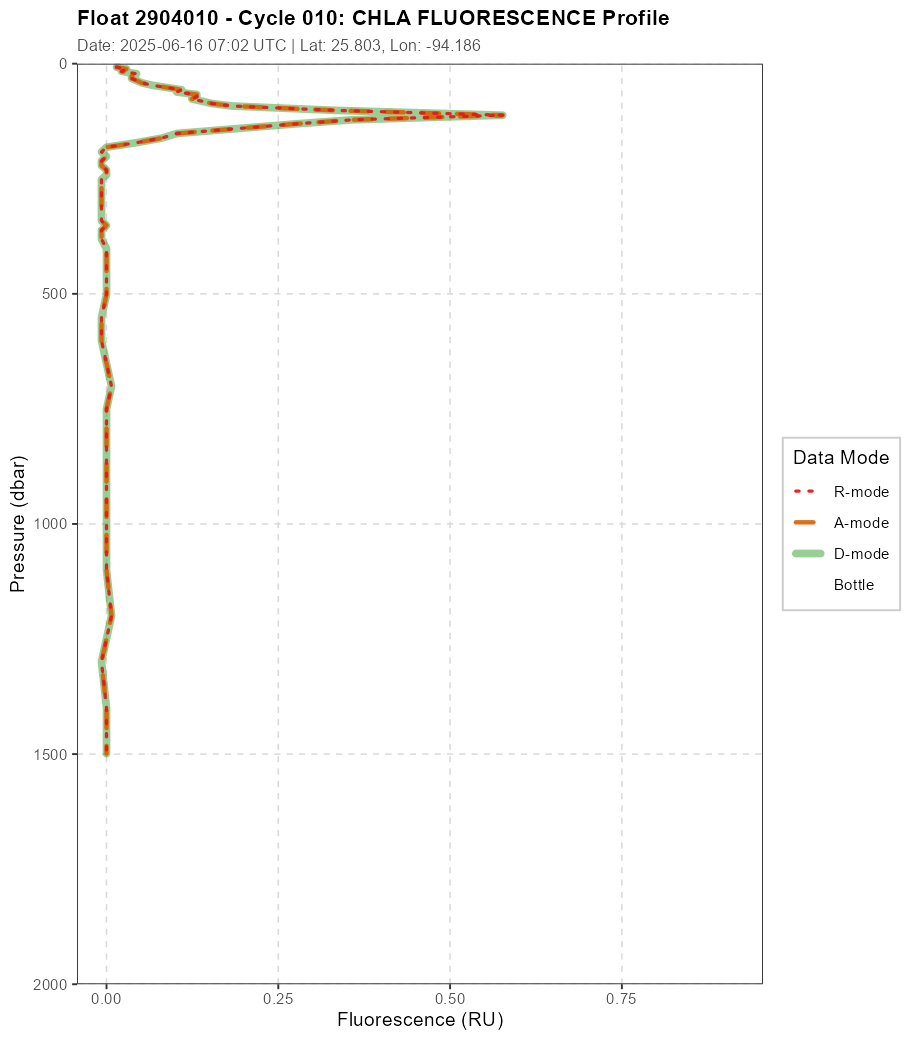 Float 2904010 - Cycle 010: CHLA FLUORESCENCE Profile
Date: 2025-06-16 07:02 UTC | Lat: 25.803, Lon: -94.186
0
500
1000
1500
2000
Pressure (dbar)
0.00
0.25
0.50
0.75
Fluorescence (RU)
Data Mode
R-mode
A-mode
D-mode
Bottle